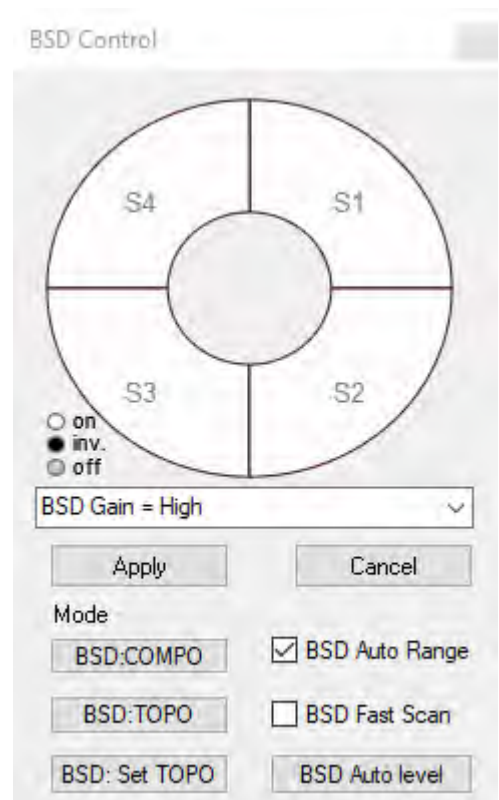 BSD Control
S4 S1
S3 S2
on
inv.
off
BSD Gain = High
Apply Cancel
Mode
BSD:COMPO BSD Auto Range
BSD:TOPO BSD Fast Scan
BSD: Set TOPO BSD Auto level